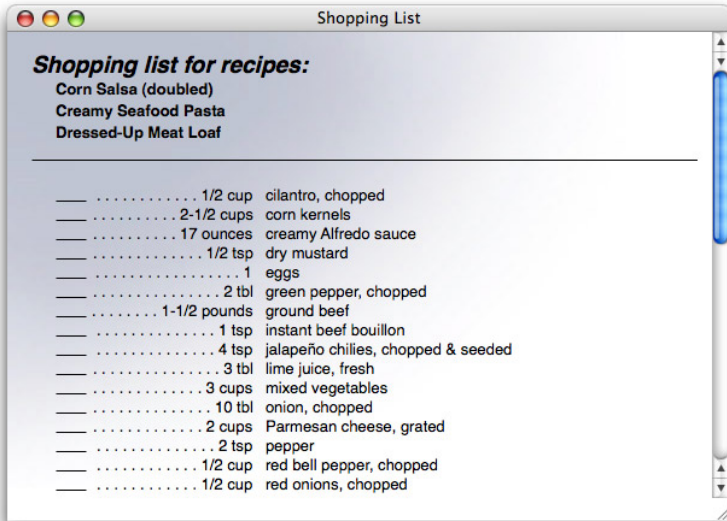 Shopping List
Shopping list for recipes:
Corn Salsa (doubled)
Creamy Seafood Pasta
Dressed-Up Meat Loaf
____ . . . . . . . . . . . . 1/2 cup cilantro, chopped
____ . . . . . . . . . . 2-1/2 cups corn kernels
____ . . . . . . . . . . 17 ounces creamy Alfredo sauce
____ . . . . . . . . . . . . . 1/2 tsp dry mustard
____ . . . . . . . . . . . . . . . . . 1 eggs
____ . . . . . . . . . . . . . . . 2 tbl green pepper, chopped
____ . . . . . . . . 1-1/2 pounds ground beef
____ . . . . . . . . . . . . . . 1 tsp instant beef bouillon
____ . . . . . . . . . . . . . . 4 tsp jalapeño chilies, chopped & seeded
____ . . . . . . . . . . . . . . . 3 tbl lime juice, fresh
____ . . . . . . . . . . . . . 3 cups mixed vegetables
____ . . . . . . . . . . . . . . 10 tbl onion, chopped
____ . . . . . . . . . . . . . 2 cups Parmesan cheese, grated
____ . . . . . . . . . . . . . . 2 tsp pepper
____ . . . . . . . . . . . . 1/2 cup red bell pepper, chopped
____ . . . . . . . . . . . . 1/2 cup red onions, chopped